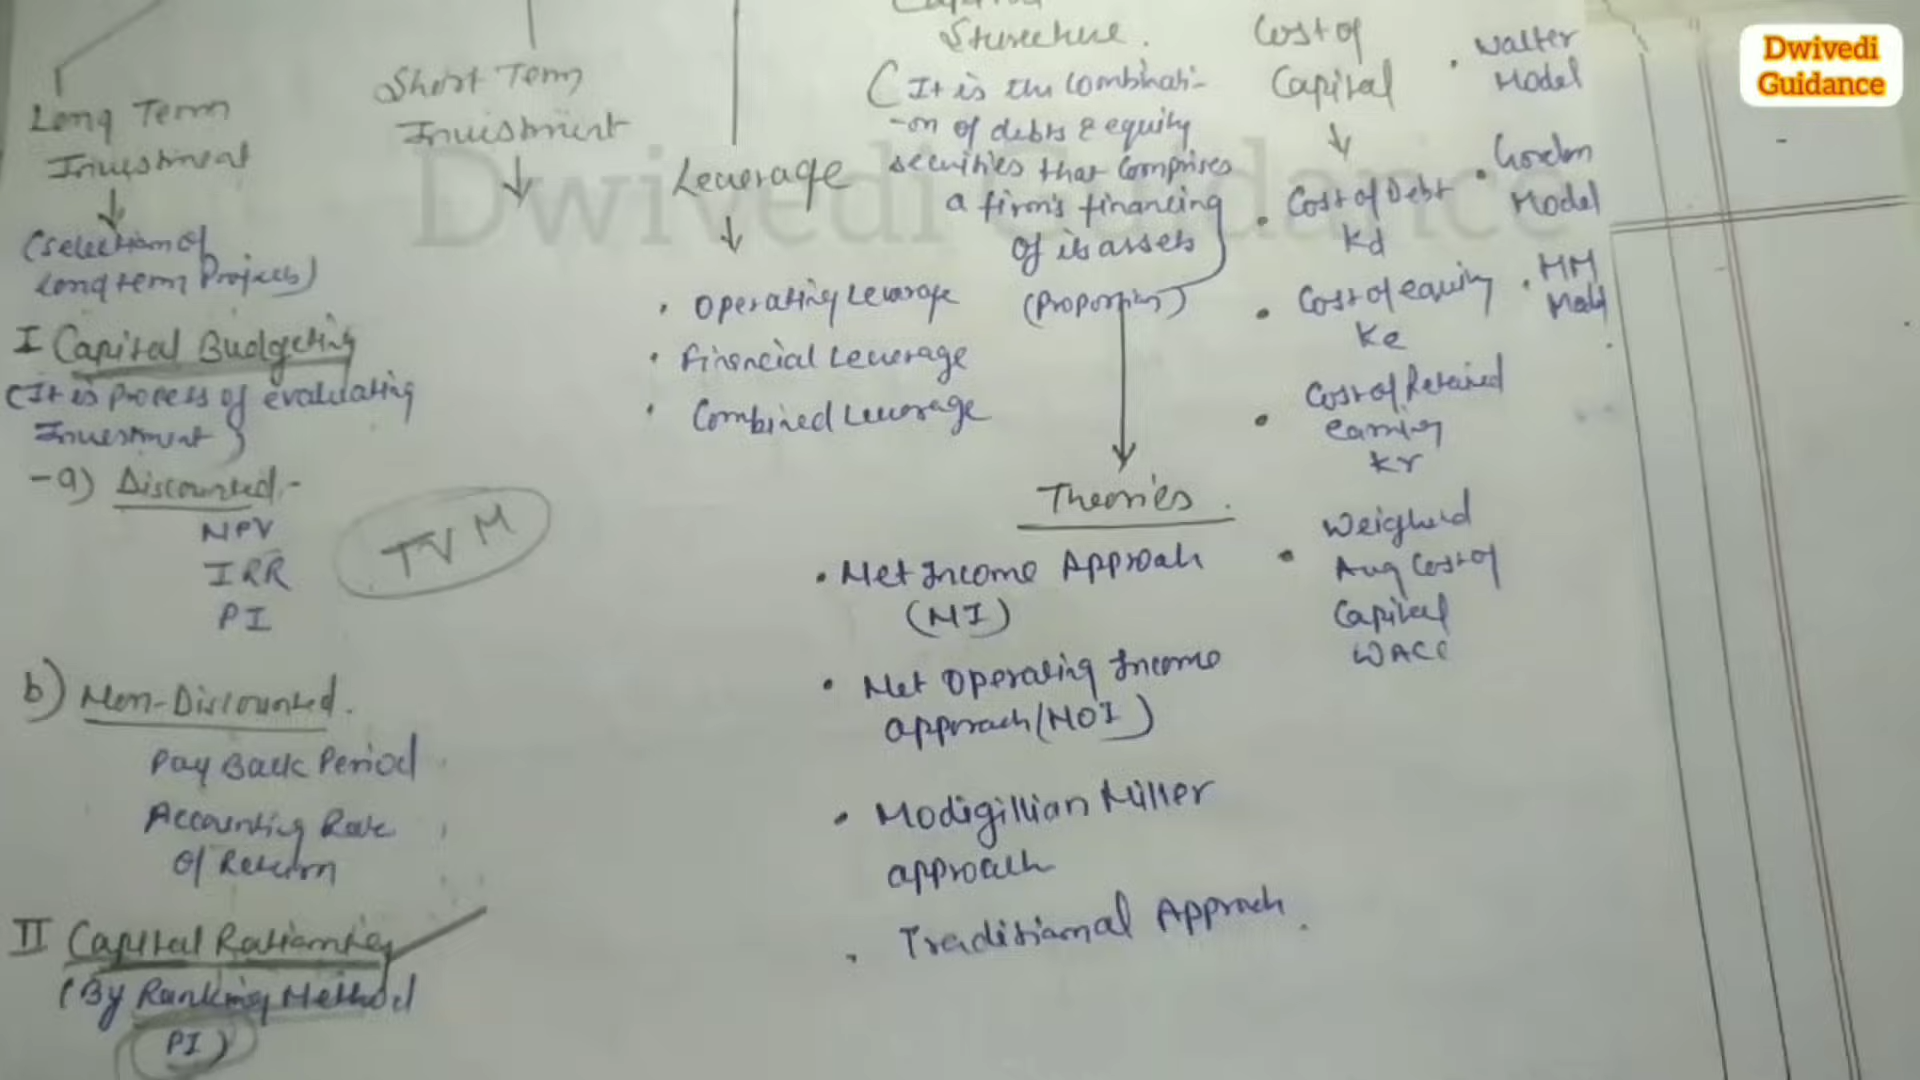 Long Term
Investment
(selection of
long term Projects)
I Capital Budgeting
(It is process of evaluating
Investment)
-a) Discounted:-
NPV
IRR
PI
TVM
b) Non-Discounted.
Pay Back Period
Accounting Rate
Of Return
II Capital Rationing
(By Ranking Method
PI)
Short Term
Investment
Leverage
• Operating Leverage
• Financial Leverage
• Combined Leverage
Structure.
(It is the combinati-
-on of debts & equity
securities that comprises
a firm's financing
of its assets
(Proportion)
Theories.
• Net Income Approach
(NI)
• Net Operating Income
approach (NOI)
• Modigillian Miller
approach
• Traditional Approach.
Cost of
Capital
• Cost of Debt
Kd
• Cost of equity
Ke
• Cost of Retained
earning
Kr
• Weighted
Avg Cost of
Capital
WACC
• Walter
Model
• Gordon
Model
• MM
Model
Dwivedi
Guidance
Dwivedi Guidance